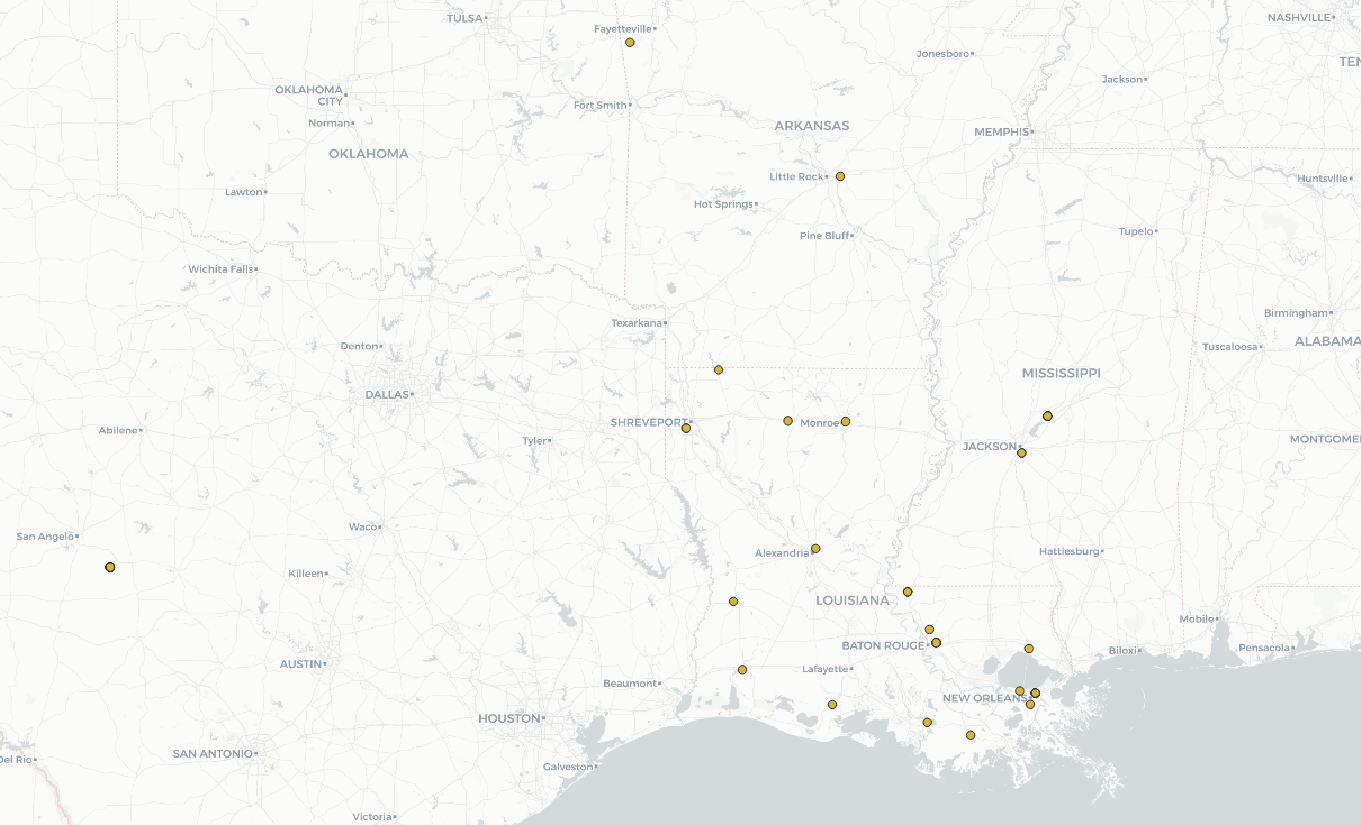 TULSA
Fayetteville
NASHVILLE
Jonesboro
TEN
Jackson
OKLAHOMA
CITY
Fort Smith
Norman
ARKANSAS
MEMPHIS
OKLAHOMA
Little Rock
Huntsville
Lawton
Hot Springs
Pine Bluff
Tupelo
Wichita Falls
Texarkana
Birmingham
Denton
Tuscaloosa
ALABAMA
MISSISSIPPI
DALLAS
SHREVEPORT
Monroe
Abilene
Tyler
JACKSON
MONTGOMER
Waco
San Angelo
Alexandria
Hattiesburg
Killeen
LOUISIANA
Mobile
BATON ROUGE
Biloxi
Pensacola
AUSTIN
Lafayette
Beaumont
NEW ORLEANS
HOUSTON
SAN ANTONIO
Del Rio
Galveston
Victoria